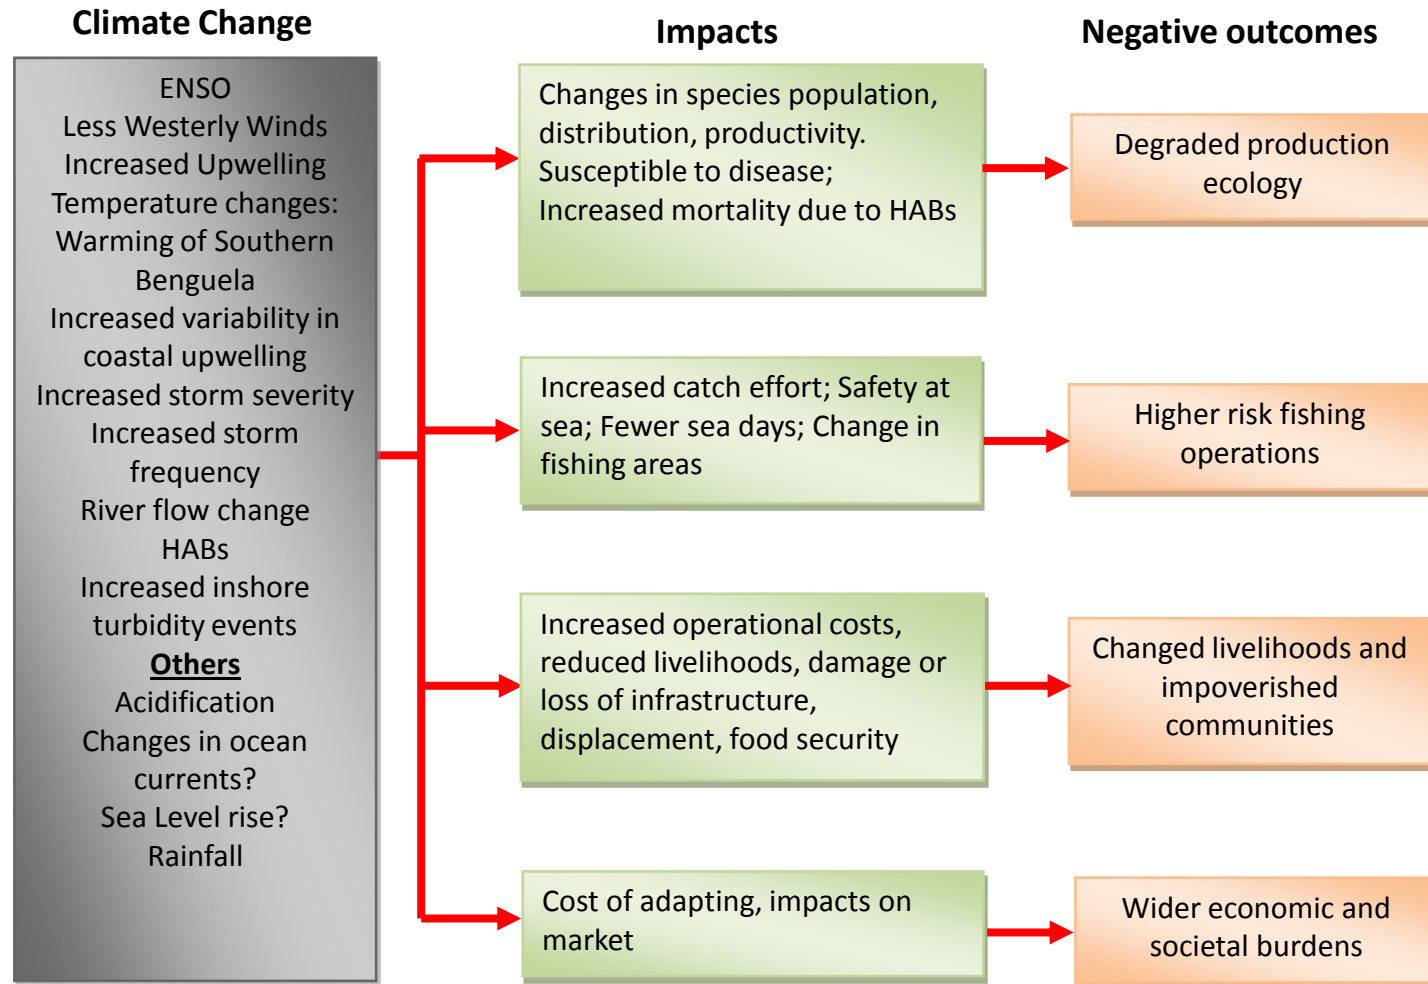 Climate Change
Impacts
Negative outcomes
ENSO
Less Westerly Winds
Increased Upwelling
Temperature changes:
Warming of Southern
Benguela
Increased variability in
coastal upwelling
Increased storm severity
Increased storm
frequency
River flow change
HABs
Increased inshore
turbidity events
Others
Acidification
Changes in ocean
currents?
Sea Level rise?
Rainfall
Changes in species population,
distribution, productivity.
Susceptible to disease;
Increased mortality due to HABs
Degraded production
ecology
Increased catch effort; Safety at
sea; Fewer sea days; Change in
fishing areas
Higher risk fishing
operations
Increased operational costs,
reduced livelihoods, damage or
loss of infrastructure,
displacement, food security
Changed livelihoods and
impoverished
communities
Cost of adapting, impacts on
market
Wider economic and
societal burdens